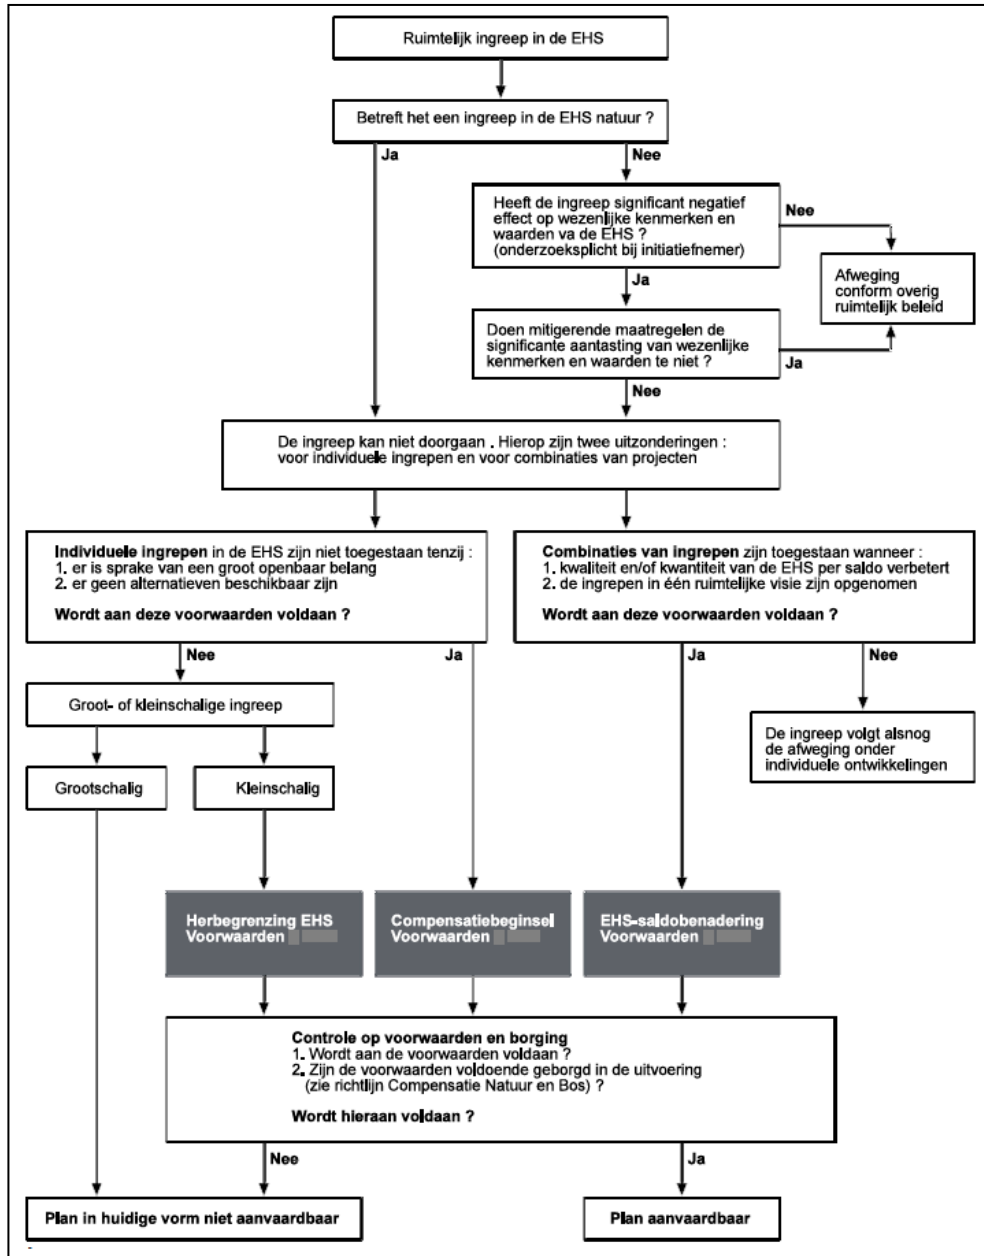 Ruimtelijk ingreep in de EHS
Betreft het een ingreep in de EHS natuur ?
Ja
Nee
Heeft de ingreep significant negatief
effect op wezenlijke kenmerken en
waarden va de EHS ?
(onderzoeksplicht bij initiatiefnemer)
Nee
Ja
Afweging
conform overig
ruimtelijk beleid
Doen mitigerende maatregelen de
significante aantasting van wezenlijke
kenmerken en waarden te niet ?
Ja
Nee
De ingreep kan niet doorgaan . Hierop zijn twee uitzonderingen :
voor individuele ingrepen en voor combinaties van projecten
Individuele ingrepen in de EHS zijn niet toegestaan tenzij :
1. er is sprake van een groot openbaar belang
2. er geen alternatieven beschikbaar zijn
Wordt aan deze voorwaarden voldaan ?
Combinaties van ingrepen zijn toegestaan wanneer :
1. kwaliteit en/of kwantiteit van de EHS per saldo verbetert
2. de ingrepen in één ruimtelijke visie zijn opgenomen
Wordt aan deze voorwaarden voldaan ?
Nee
Ja
Ja
Nee
Groot- of kleinschalige ingreep
De ingreep volgt alsnog
de afweging onder
individuele ontwikkelingen
Grootschalig
Kleinschalig
Herbegrenzing EHS
Voorwaarden
Compensatiebeginsel
Voorwaarden
EHS-saldobenadering
Voorwaarden
Controle op voorwaarden en borging
1. Wordt aan de voorwaarden voldaan ?
2. Zijn de voorwaarden voldoende geborgd in de uitvoering
(zie richtlijn Compensatie Natuur en Bos) ?
Wordt hieraan voldaan ?
Nee
Ja
Plan in huidige vorm niet aanvaardbaar
Plan aanvaardbaar